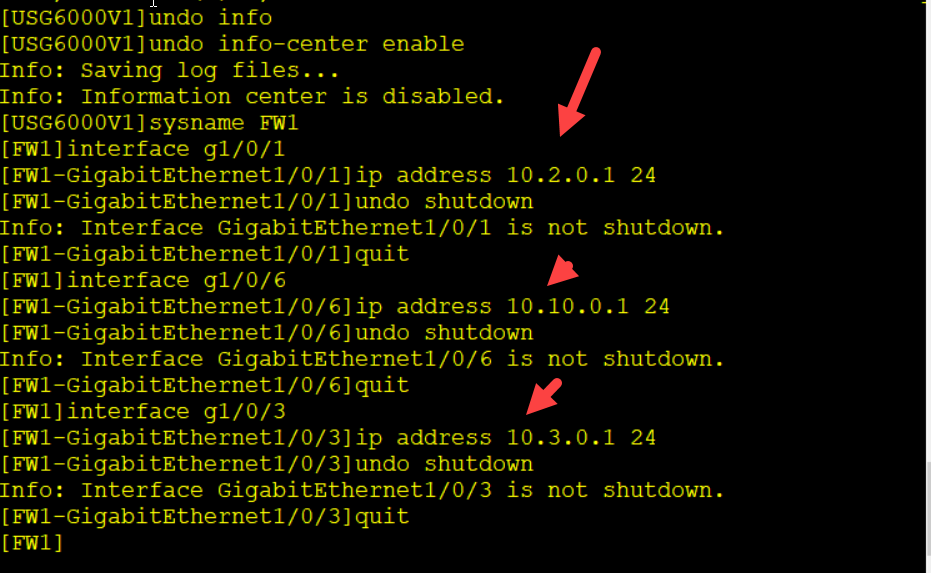 [USG6000V1]undo info
[USG6000V1]undo info-center enable
Info: Saving log files...
Info: Information center is disabled.
[USG6000V1]sysname FW1
[FW1]interface g1/0/1
[FW1-GigabitEthernet1/0/1]ip address 10.2.0.1 24
[FW1-GigabitEthernet1/0/1]undo shutdown
Info: Interface GigabitEthernet1/0/1 is not shutdown.
[FW1-GigabitEthernet1/0/1]quit
[FW1]interface g1/0/6
[FW1-GigabitEthernet1/0/6]ip address 10.10.0.1 24
[FW1-GigabitEthernet1/0/6]undo shutdown
Info: Interface GigabitEthernet1/0/6 is not shutdown.
[FW1-GigabitEthernet1/0/6]quit
[FW1]interface g1/0/3
[FW1-GigabitEthernet1/0/3]ip address 10.3.0.1 24
[FW1-GigabitEthernet1/0/3]undo shutdown
Info: Interface GigabitEthernet1/0/3 is not shutdown.
[FW1-GigabitEthernet1/0/3]quit
[FW1]